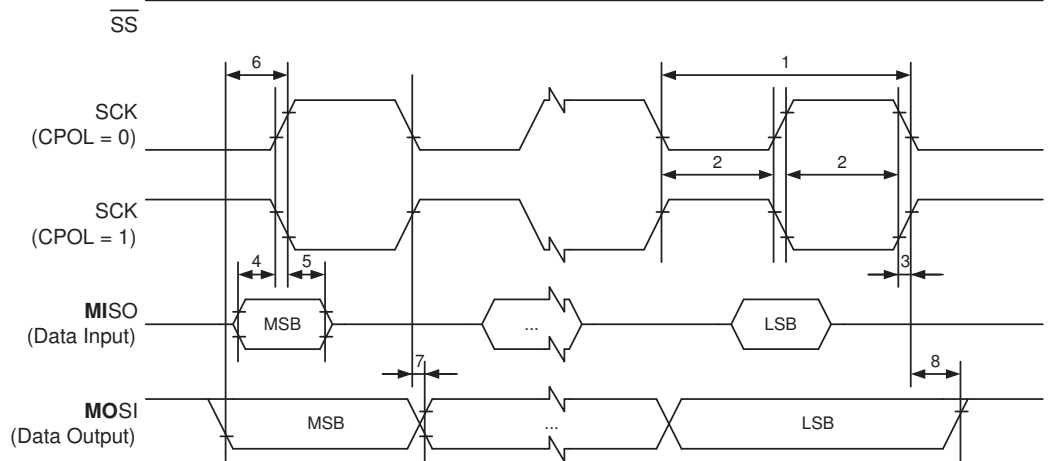 SS
6
1
SCK
(CPOL = 0)
2
2
SCK
(CPOL = 1)
4
5
3
MISO
(Data Input)
MSB
...
LSB
7
8
MOSI
(Data Output)
MSB
...
LSB